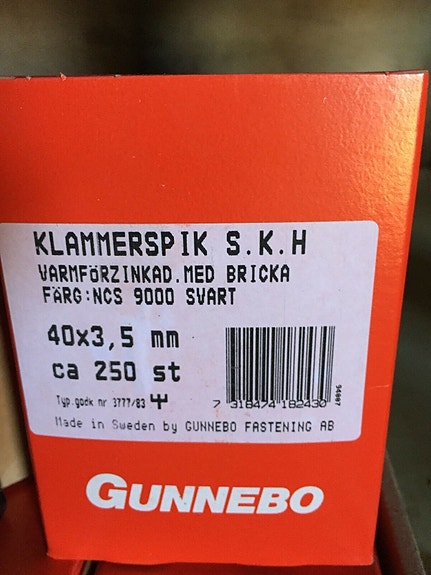 KLAMMERSPIK S.K.H
VARMFÖRZINKAD.MED BRICKA
FÄRG:NCS 9000 SVART
40x3,5 mm
ca 250 st
Typ.godk nr 3777/83
7 318474 182430
94007
Made in Sweden by GUNNEBO FASTENING AB
GUNNEBO